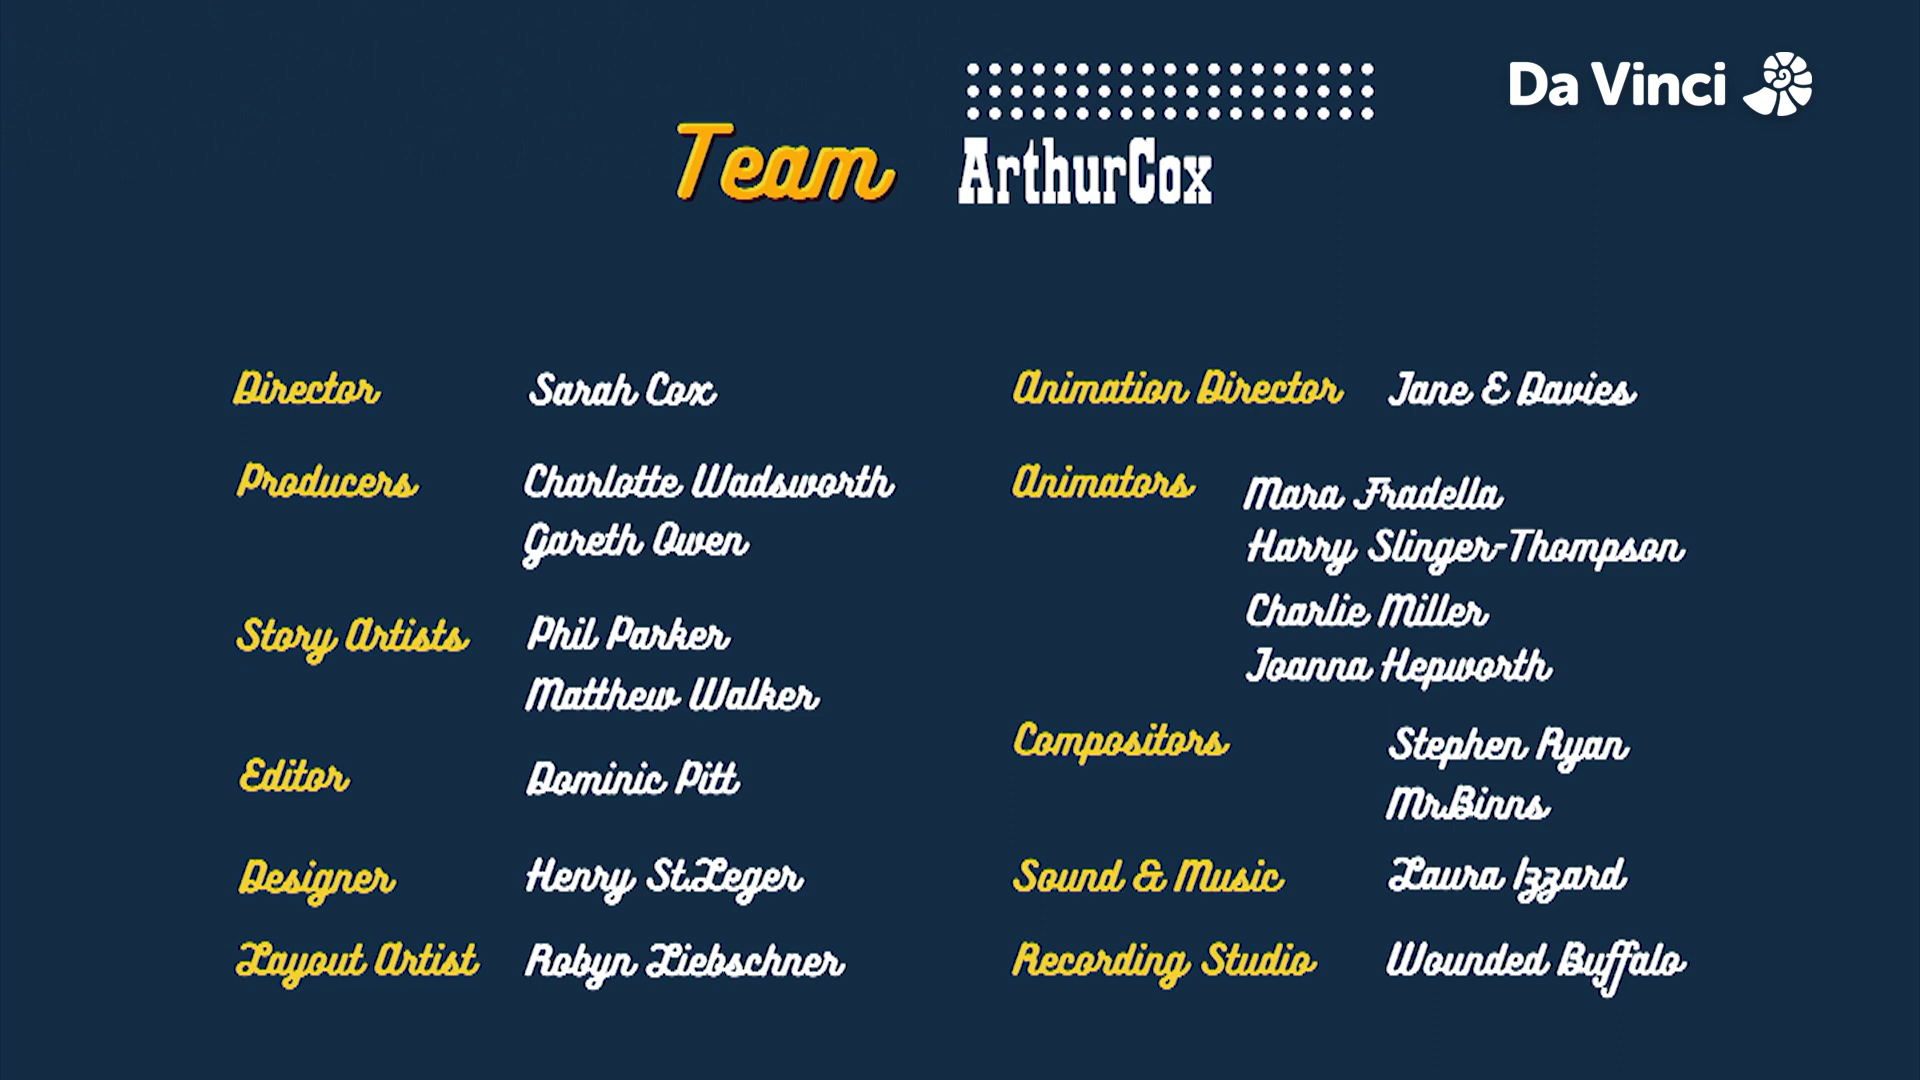 Da Vinci
Team ArthurCox
Director Sarah Cox
Producers Charlotte Wadsworth
Gareth Owen
Story Artists Phil Parker
Matthew Walker
Editor Dominic Pitt
Designer Henry St.Leger
Layout Artist Robyn Liebschner
Animation Director Jane E Davies
Animators Mara Fradella
Harry Slinger-Thompson
Charlie Miller
Joanna Hepworth
Compositors Stephen Ryan
Mr.Binns
Sound & Music Laura Izzard
Recording Studio Wounded Buffalo